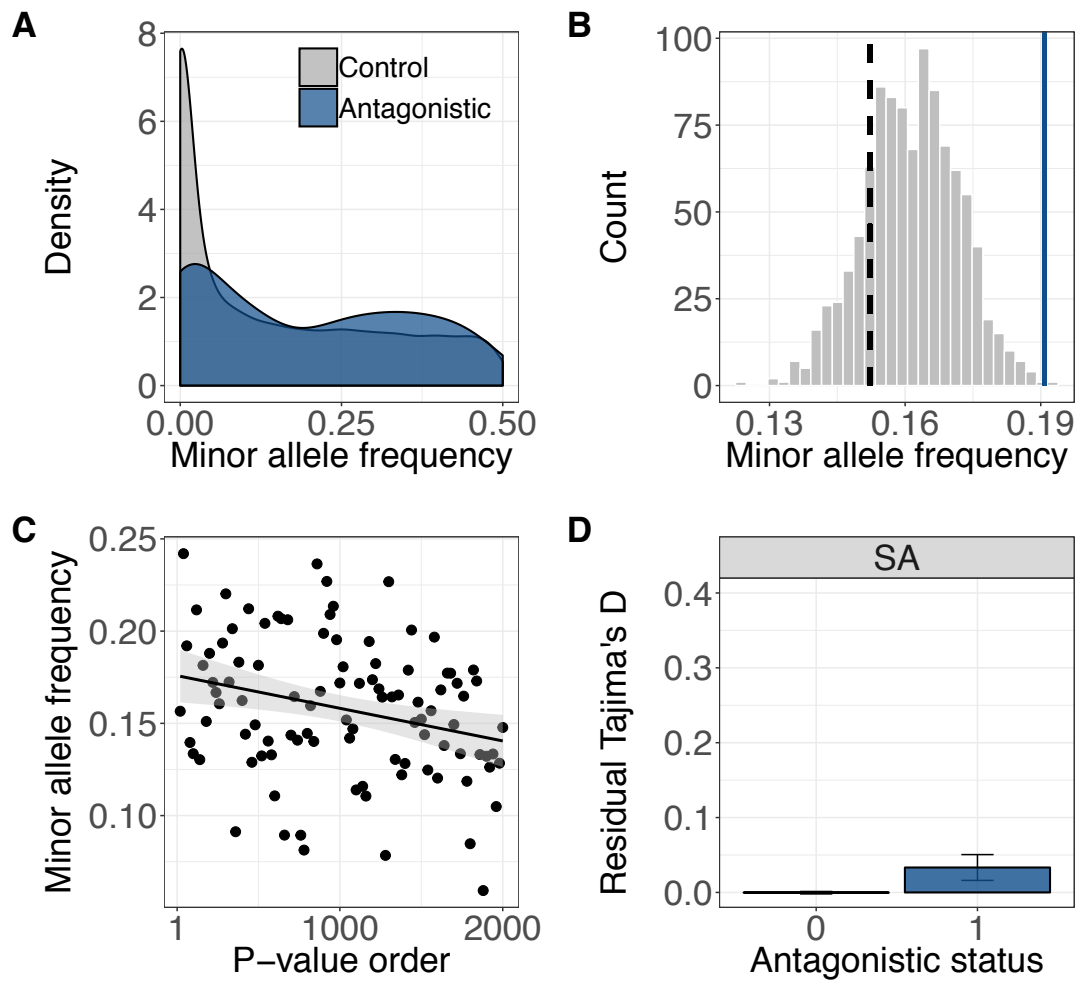 A
Density
8
6
4
2
0
Control
Antagonistic
0.00 0.25 0.50
Minor allele frequency
B
Count
100
75
50
25
0
0.13 0.16 0.19
Minor allele frequency
C
Minor allele frequency
0.25
0.20
0.15
0.10
1 1000 2000
P−value order
D
SA
Residual Tajima's D
0.4
0.3
0.2
0.1
0.0
0 1
Antagonistic status